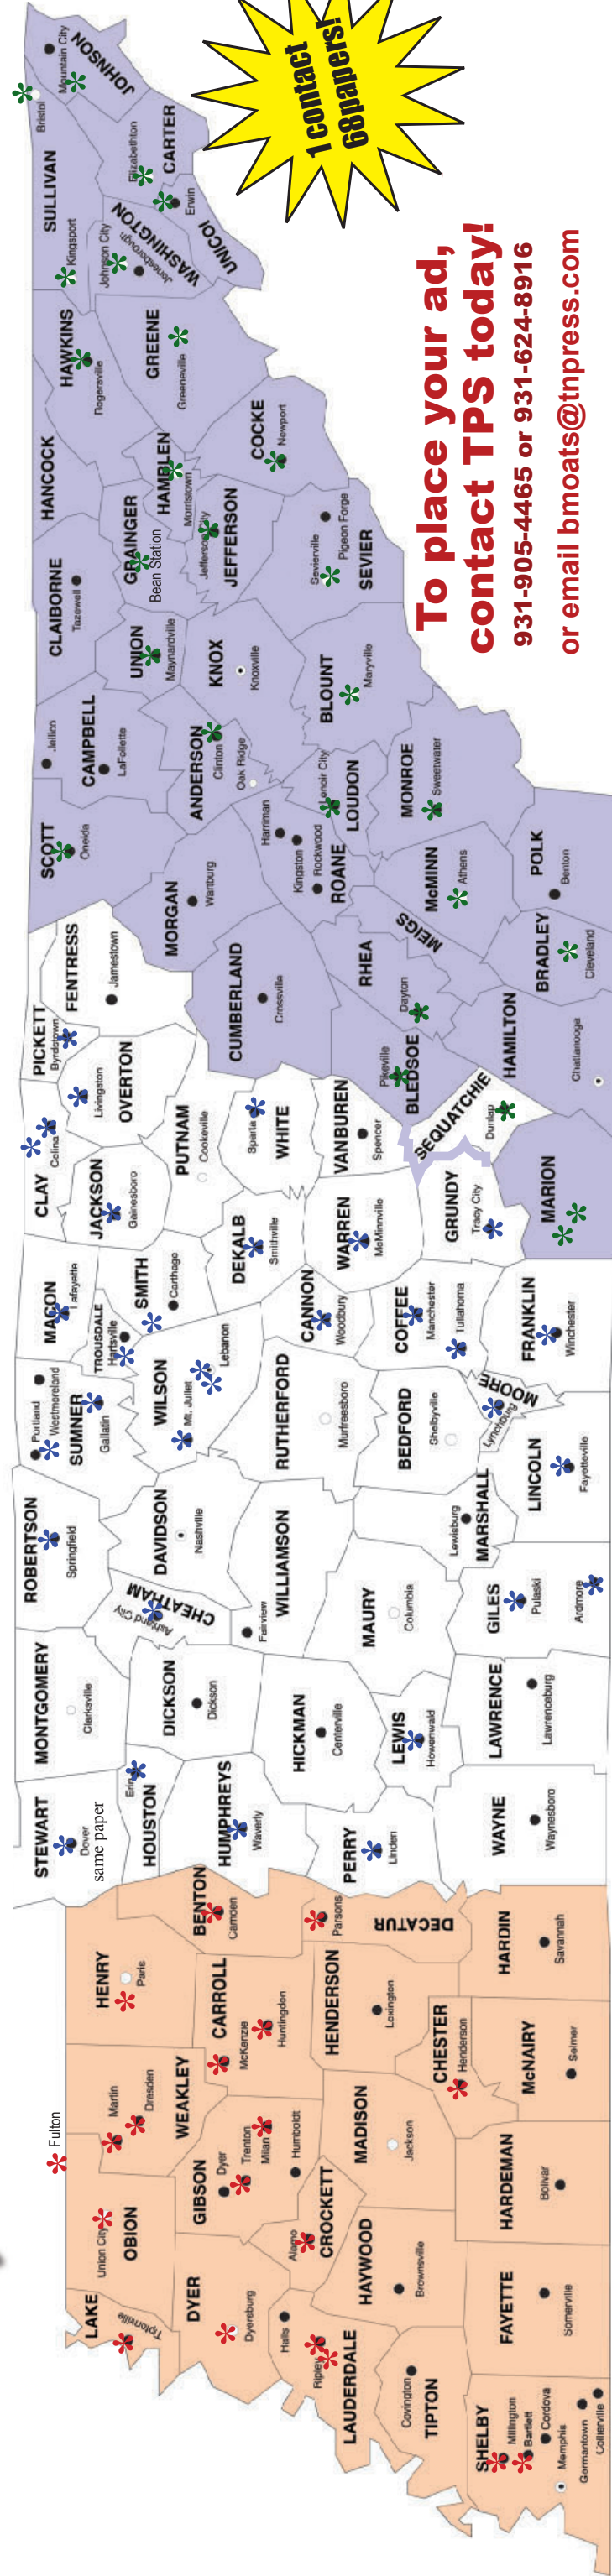 LAKE
Tiptonville
Union City
OBION
Fulton
Martin
Dresden
WEAKLEY
HENRY
Paris
DYER
Dyersburg
GIBSON
Dyer
Trenton
Milan
Humboldt
CARROLL
McKenzie
Huntingdon
BENTON
Camden
LAUDERDALE
Ripley
Halls
CROCKETT
Alamo
HAYWOOD
Brownsville
MADISON
Jackson
HENDERSON
Lexington
DECATUR
Parsons
TIPTON
Covington
SHELBY
Millington
Bartlett
Cordova
Memphis
Germantown
Collierville
FAYETTE
Somerville
HARDEMAN
Bolivar
CHESTER
Henderson
McNAIRY
Selmer
HARDIN
Savannah
STEWART
Dover
same paper
HOUSTON
Erin
MONTGOMERY
Clarksville
HUMPHREYS
Waverly
DICKSON
Dickson
PERRY
Linden
HICKMAN
Centerville
LEWIS
Hohenwald
WAYNE
Waynesboro
LAWRENCE
Lawrenceburg
ROBERTSON
Springfield
CHEATHAM
Ashland City
DAVIDSON
Nashville
WILLIAMSON
Fairview
MAURY
Columbia
GILES
Pulaski
Ardmore
MARSHALL
Lewisburg
SUMNER
Portland
Westmoreland
Gallatin
WILSON
Mt. Juliet
Lebanon
TROUSDALE
Hartsville
MACON
Lafayette
SMITH
Carthage
RUTHERFORD
Murfreesboro
CANNON
Woodbury
BEDFORD
Shelbyville
COFFEE
Manchester
Tullahoma
MOORE
Lynchburg
LINCOLN
Fayetteville
FRANKLIN
Winchester
CLAY
Celina
JACKSON
Gainesboro
PICKETT
Byrdstown
OVERTON
Livingston
FENTRESS
Jamestown
PUTNAM
Cookeville
DEKALB
Smithville
WHITE
Sparta
WARREN
McMinnville
VANBUREN
Spencer
GRUNDY
Tracy City
SEQUATCHIE
Dunlap
MARION
SCOTT
Oneida
MORGAN
Wartburg
CUMBERLAND
Crossville
BLEDSOE
Pikeville
RHEA
Dayton
HAMILTON
Chattanooga
MEIGS
McMINN
Athens
BRADLEY
Cleveland
POLK
Benton
CAMPBELL
Jellico
LaFollette
ANDERSON
Clinton
Oak Ridge
ROANE
Harriman
Kingston
Rockwood
LOUDON
Lenoir City
MONROE
Sweetwater
CLAIBORNE
Tazewell
UNION
Maynardville
KNOX
Knoxville
BLOUNT
Maryville
HANCOCK
GRAINGER
Bean Station
HAMBLEN
Morristown
JEFFERSON
Jefferson City
SEVIER
Sevierville
Pigeon Forge
COCKE
Newport
HAWKINS
Rogersville
GREENE
Greeneville
SULLIVAN
Kingsport
Bristol
WASHINGTON
Johnson City
Jonesborough
UNICOI
Erwin
CARTER
Elizabethton
JOHNSON
Mountain City
To place your ad,
contact TPS today!
931-905-4465 or 931-624-8916
or email bmoats@tnpress.com
1 contact
68papers!